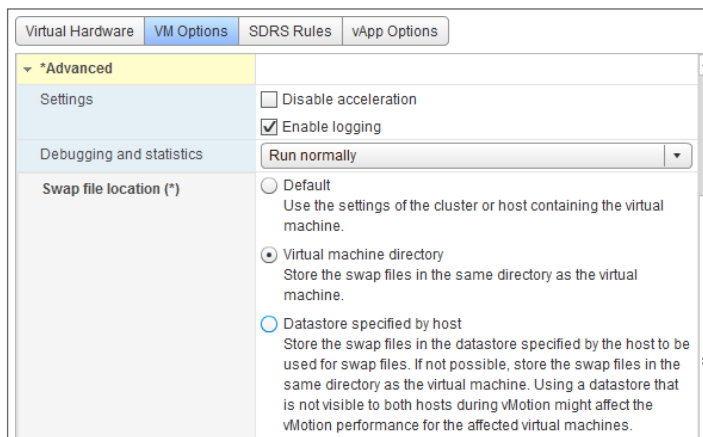 Virtual Hardware VM Options SDRS Rules vApp Options
*Advanced
Settings Disable acceleration
Enable logging
Debugging and statistics Run normally
Swap file location (*) Default
Use the settings of the cluster or host containing the virtual
machine.
Virtual machine directory
Store the swap files in the same directory as the virtual
machine.
Datastore specified by host
Store the swap files in the datastore specified by the host to be
used for swap files. If not possible, store the swap files in the
same directory as the virtual machine. Using a datastore that
is not visible to both hosts during vMotion might affect the
vMotion performance for the affected virtual machines.